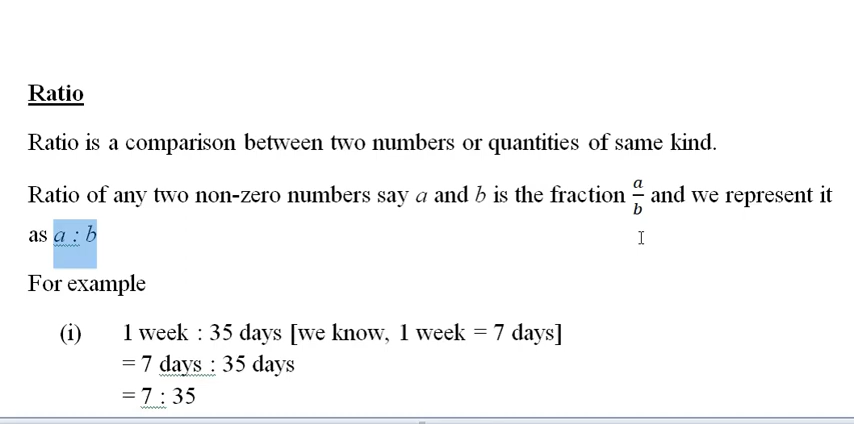 Ratio
Ratio is a comparison between two numbers or quantities of same kind.
Ratio of any two non-zero numbers say a and b is the fraction a/b and we represent it
as a : b
For example
(i) 1 week : 35 days [we know, 1 week = 7 days]
= 7 days : 35 days
= 7 : 35